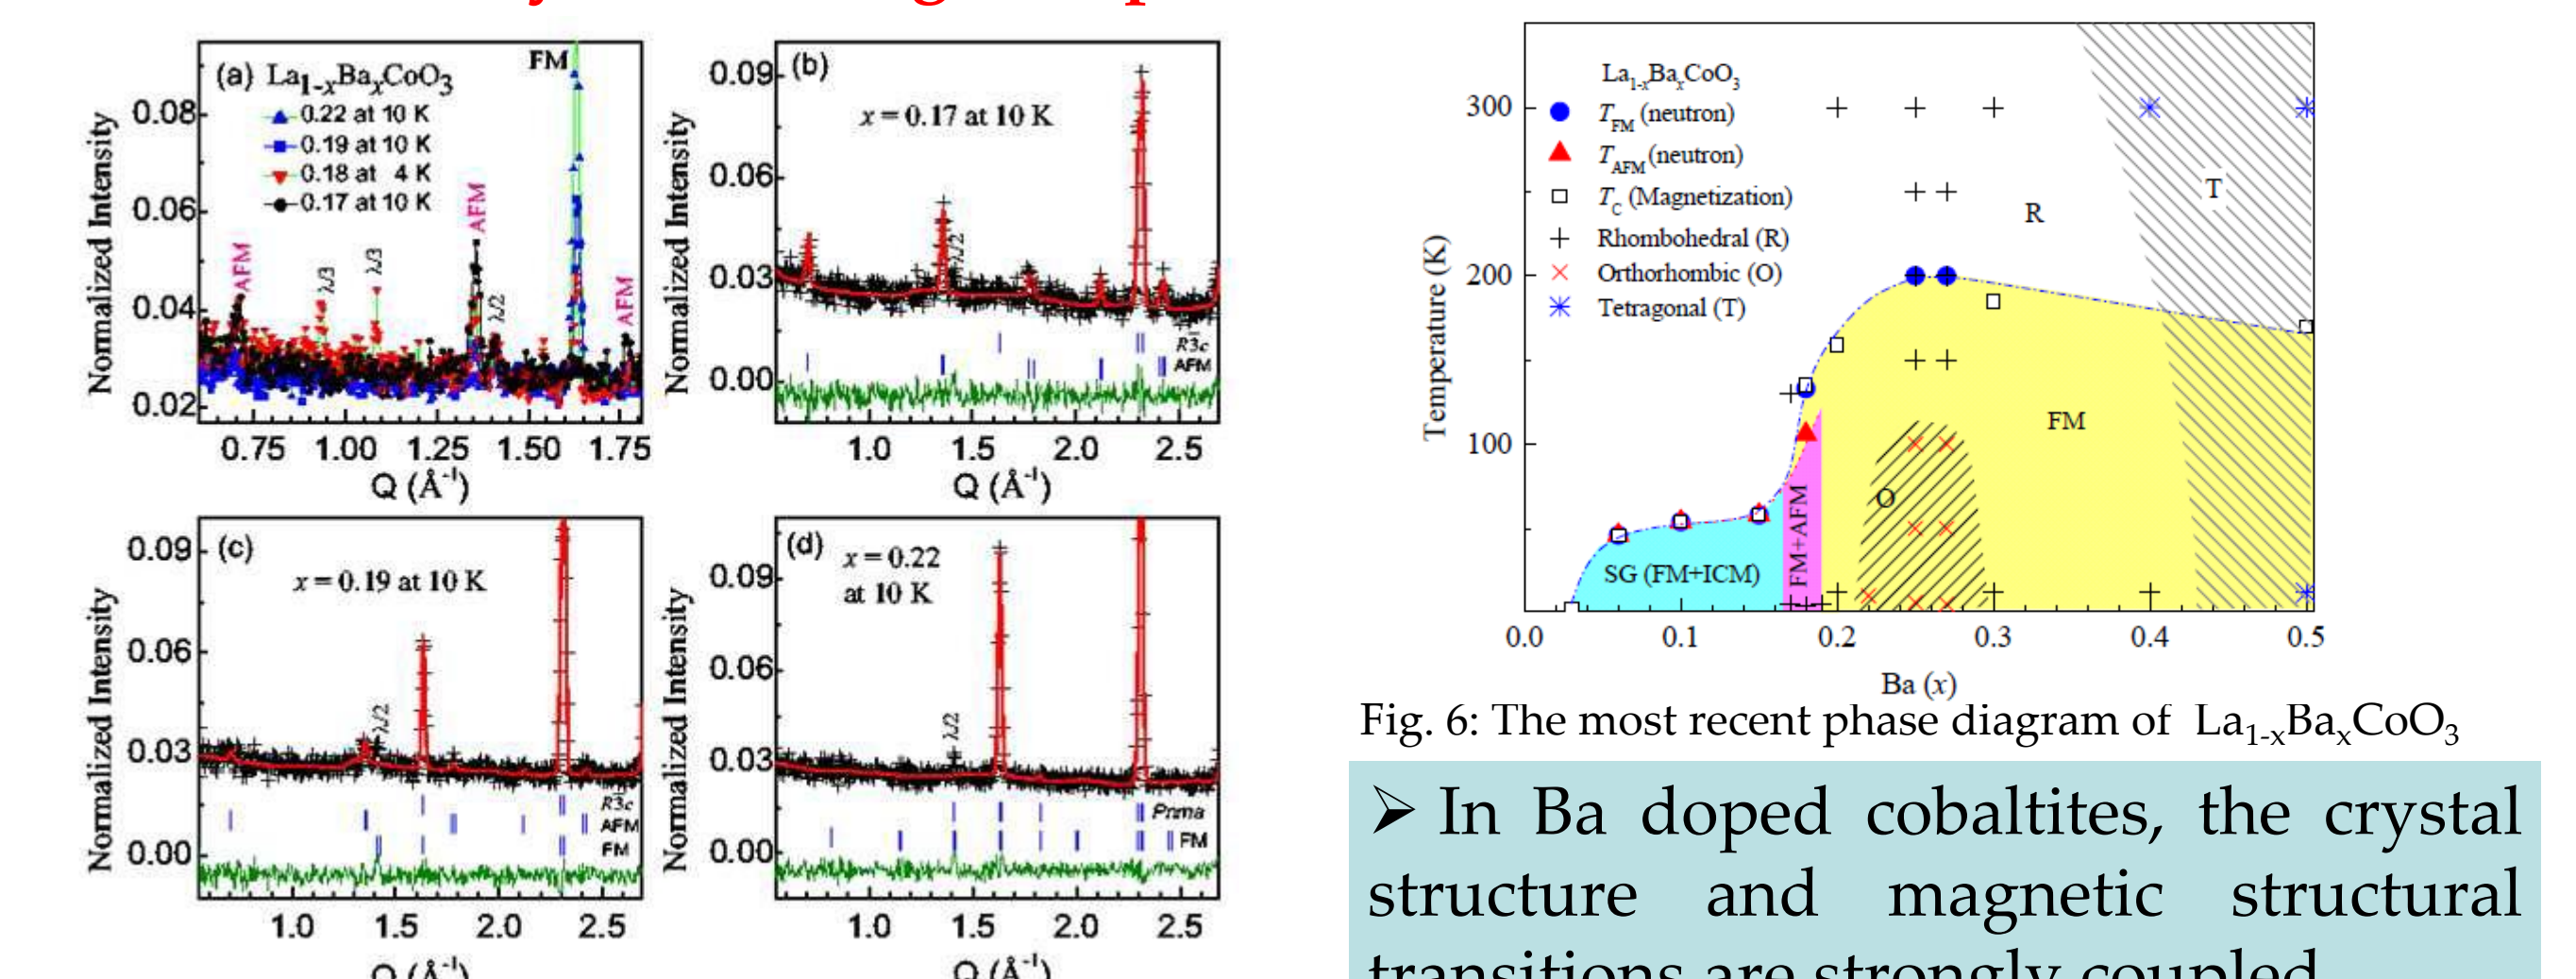 (a) La1-xBaxCoO3
FM
0.22 at 10 K
0.19 at 10 K
0.18 at 4 K
0.17 at 10 K
AFM
λ/3
λ/3
AFM
λ/2
AFM
0.08
0.06
0.04
0.02
Normalized Intensity
0.75 1.00 1.25 1.50 1.75
Q (Å-1)
(b)
x = 0.17 at 10 K
λ/2
R3̄c
AFM
0.09
0.06
0.03
0.00
Normalized Intensity
1.0 1.5 2.0 2.5
Q (Å-1)
(c)
x = 0.19 at 10 K
λ/2
R3̄c
AFM
FM
0.09
0.06
0.03
0.00
Normalized Intensity
1.0 1.5 2.0 2.5
Q (Å-1)
(d)
x = 0.22
at 10 K
λ/2
Pnma
FM
0.09
0.06
0.03
0.00
Normalized Intensity
1.0 1.5 2.0 2.5
Q (Å-1)
La1-xBaxCoO3
TFM (neutron)
TAFM (neutron)
TC (Magnetization)
Rhombohedral (R)
Orthorhombic (O)
Tetragonal (T)
R
T
FM
O
SG (FM+ICM)
FM+AFM
300
200
100
Temperature (K)
0.0 0.1 0.2 0.3 0.4 0.5
Ba (x)
Fig. 6: The most recent phase diagram of La1-xBaxCoO3
➢ In Ba doped cobaltites, the crystal
structure and magnetic structural
transitions are strongly coupled